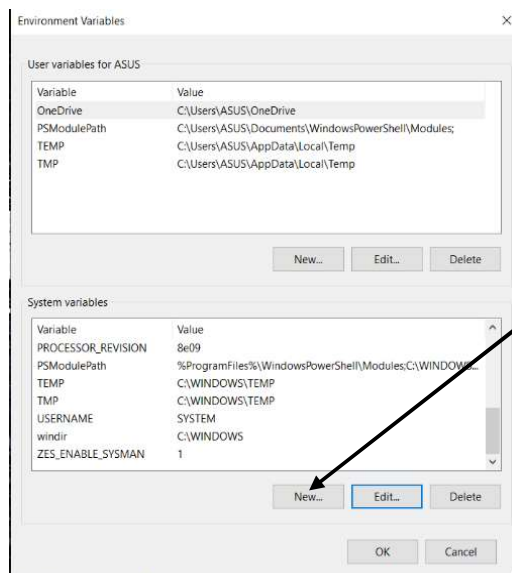 Environment Variables
User variables for ASUS
Variable Value
OneDrive C:\Users\ASUS\OneDrive
PSModulePath C:\Users\ASUS\Documents\WindowsPowerShell\Modules;
TEMP C:\Users\ASUS\AppData\Local\Temp
TMP C:\Users\ASUS\AppData\Local\Temp
New... Edit... Delete
System variables
Variable Value
PROCESSOR_REVISION 8e09
PSModulePath %ProgramFiles%\WindowsPowerShell\Modules;C:\WINDOWS...
TEMP C:\WINDOWS\TEMP
TMP C:\WINDOWS\TEMP
USERNAME SYSTEM
windir C:\WINDOWS
ZES_ENABLE_SYSMAN 1
New... Edit... Delete
OK Cancel